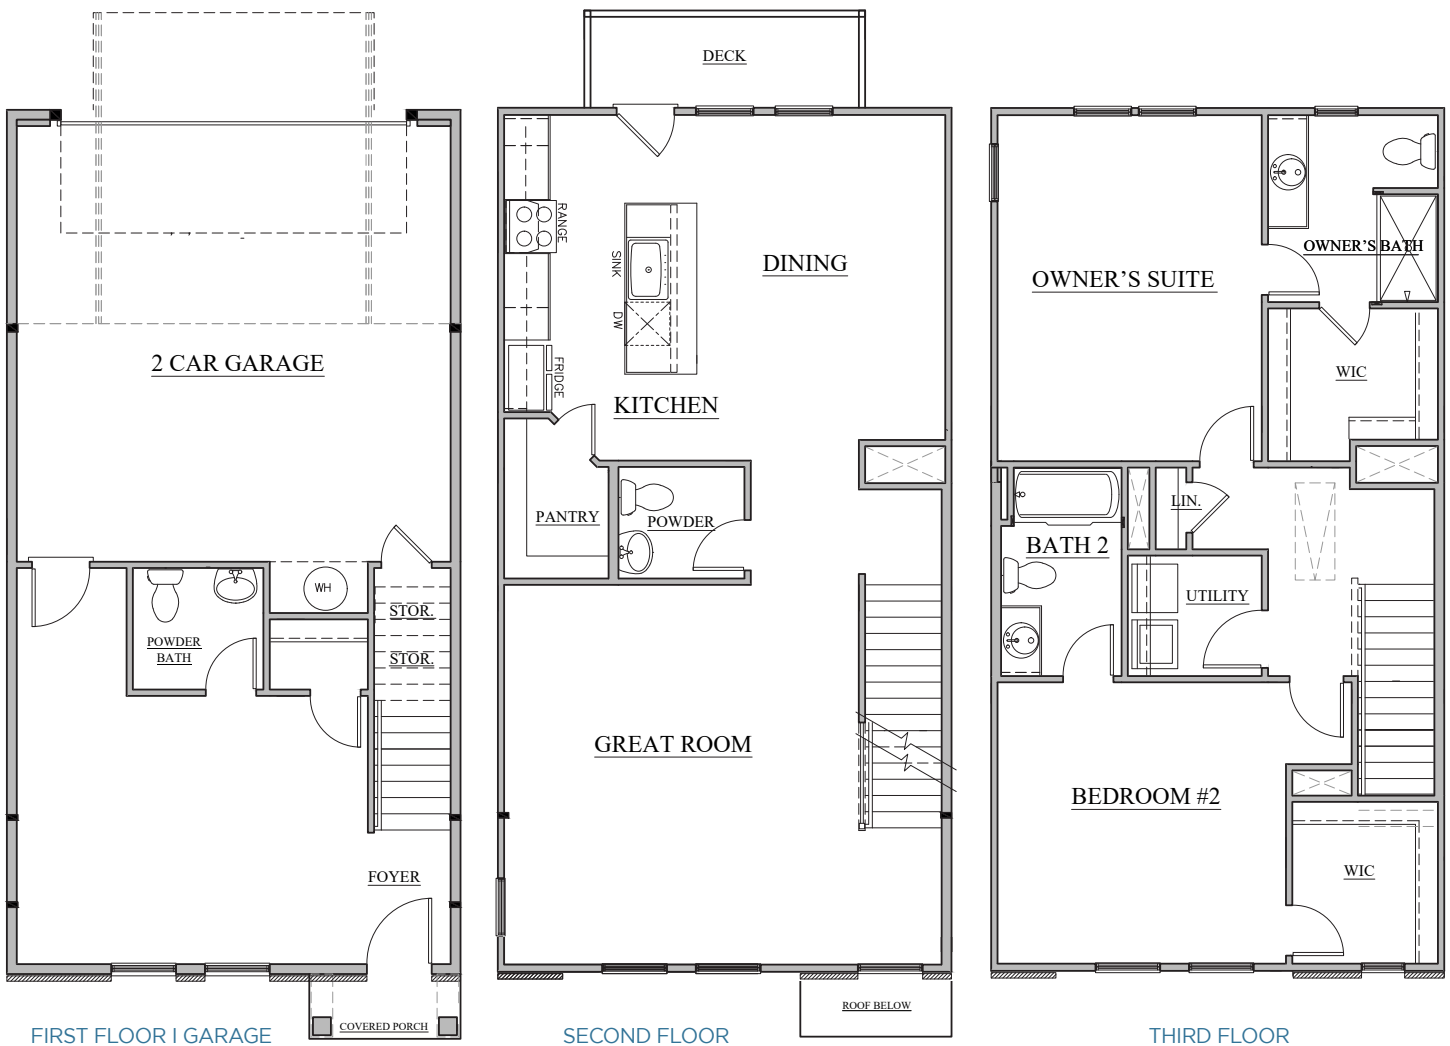 2 CAR GARAGE
WH
STOR.
STOR.
POWDER
BATH
FOYER
COVERED PORCH
FIRST FLOOR I GARAGE
DECK
RANGE
SINK
DW
FRIDGE
DINING
KITCHEN
PANTRY
POWDER
GREAT ROOM
ROOF BELOW
SECOND FLOOR
OWNER'S BATH
OWNER’S SUITE
WIC
LIN.
BATH 2
UTILITY
BEDROOM #2
WIC
THIRD FLOOR